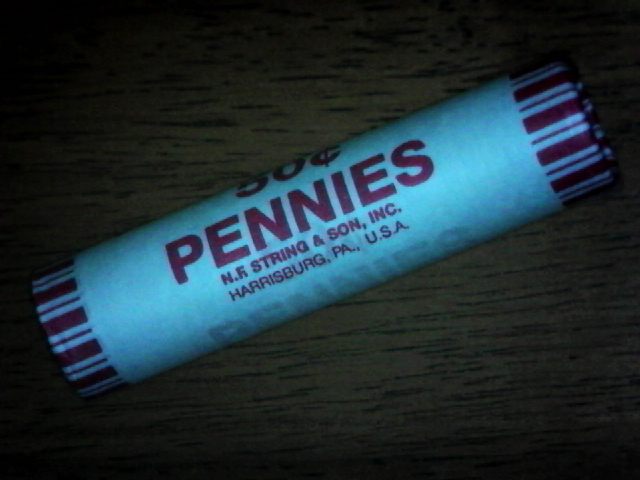 50¢
PENNIES
N.F. STRING & SON, INC.
HARRISBURG, PA., U.S.A.